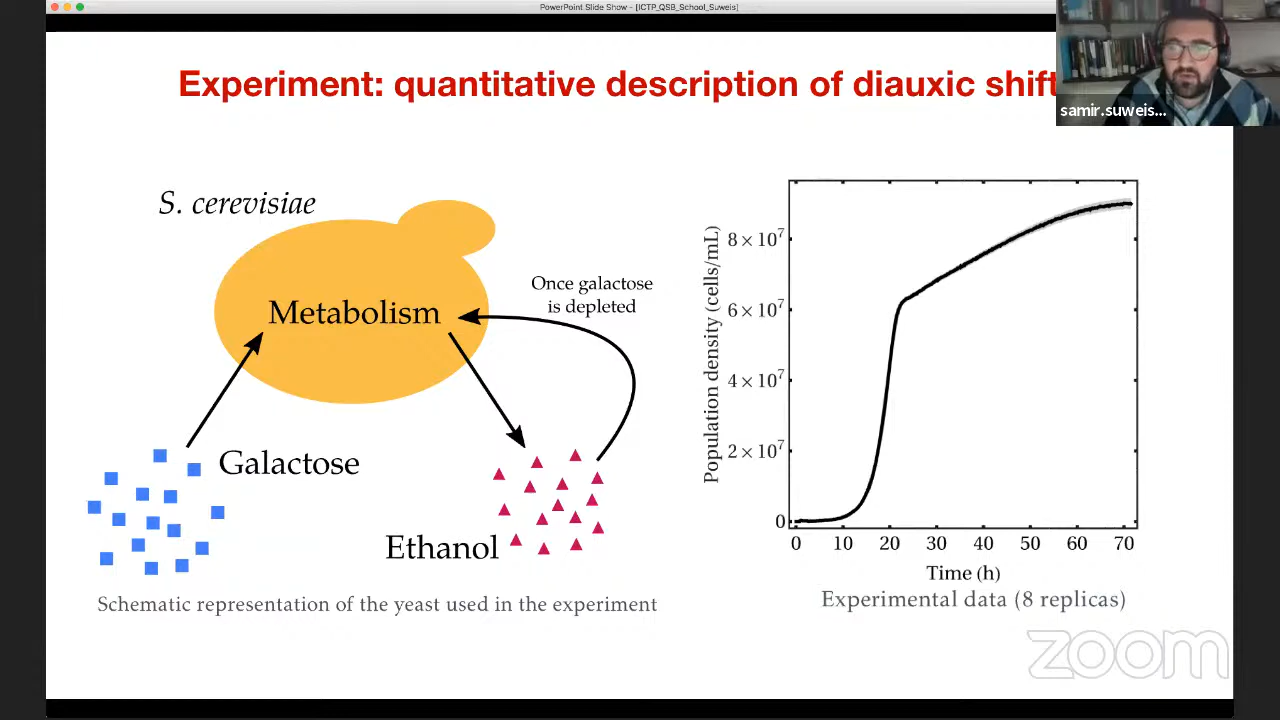 PowerPoint Slide Show - [ICTP_QSB_School_Suweis]
Experiment: quantitative description of diauxic shift
samir.suweis...
S. cerevisiae
Metabolism
Once galactose
is depleted
Galactose
Ethanol
Schematic representation of the yeast used in the experiment
Population density (cells/mL)
8×10⁷
6×10⁷
4×10⁷
2×10⁷
0
0 10 20 30 40 50 60 70
Time (h)
Experimental data (8 replicas)
zoom